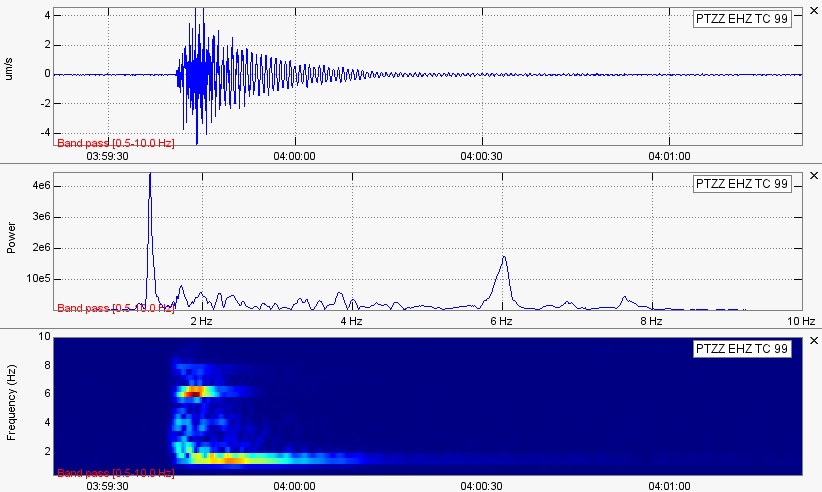 4
2
0
-2
-4
um/s
PTZZ EHZ TC 99
Band pass [0.5-10.0 Hz]
03:59:30 04:00:00 04:00:30 04:01:00
4e6
3e6
2e6
10e5
Power
PTZZ EHZ TC 99
Band pass [0.5-10.0 Hz]
2 Hz 4 Hz 6 Hz 8 Hz 10 Hz
10
8
6
4
2
Frequency (Hz)
PTZZ EHZ TC 99
Band pass [0.5-10.0 Hz]
03:59:30 04:00:00 04:00:30 04:01:00